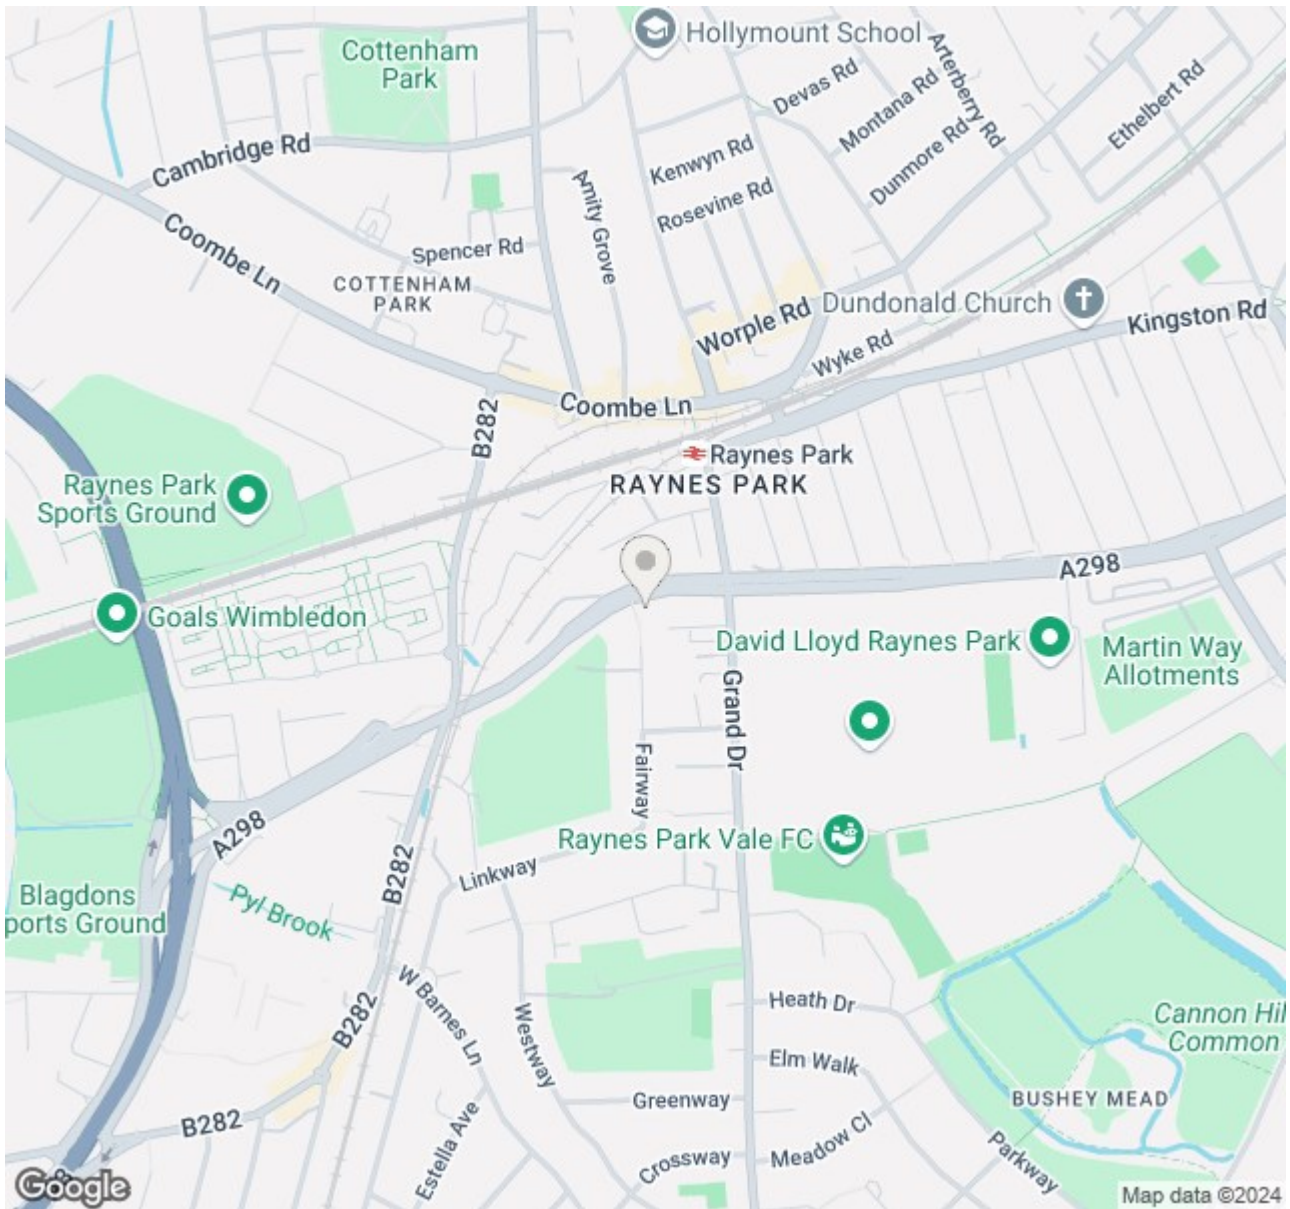 Hollymount School
Cottenham
Park
Arterberry Rd
Devas Rd
Montana Rd
Ethelbert Rd
Cambridge Rd
Kenwyn Rd
Dunmore Rd
Amity Grove
Rosevine Rd
Coombe Ln
Spencer Rd
COTTENHAM
PARK
Worple Rd
Dundonald Church
Kingston Rd
Wyke Rd
Coombe Ln
B282
Raynes Park
RAYNES PARK
Raynes Park
Sports Ground
A298
Goals Wimbledon
David Lloyd Raynes Park
Martin Way
Allotments
Grand Dr
Fairway
A298
Raynes Park Vale FC
B282
Linkway
Blagdons
ports Ground
Pyl Brook
W Barnes Ln
Westway
Heath Dr
B282
Cannon Hil
Common
Elm Walk
BUSHEY MEAD
Greenway
B282
Estella Ave
Meadow Cl
Crossway
Parkway
Google
Map data ©2024